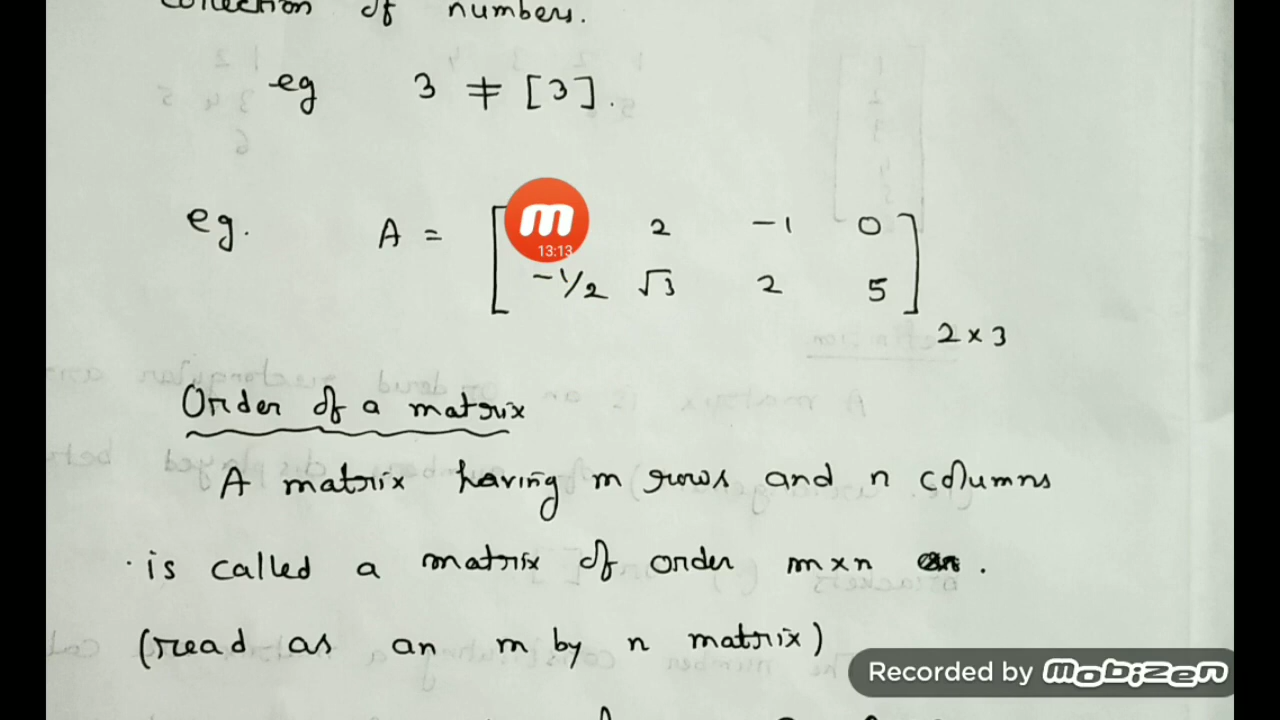 collection of numbers.
eg 3 ≠ [3].
eg. A = [ 2 -1 0
-1/2 √3 2 5 ] 2 x 3
m
13:13
Order of a matrix
A matrix having m rows and n columns
is called a matrix of order m x n .
(read as an m by n matrix)
Recorded by mobizen